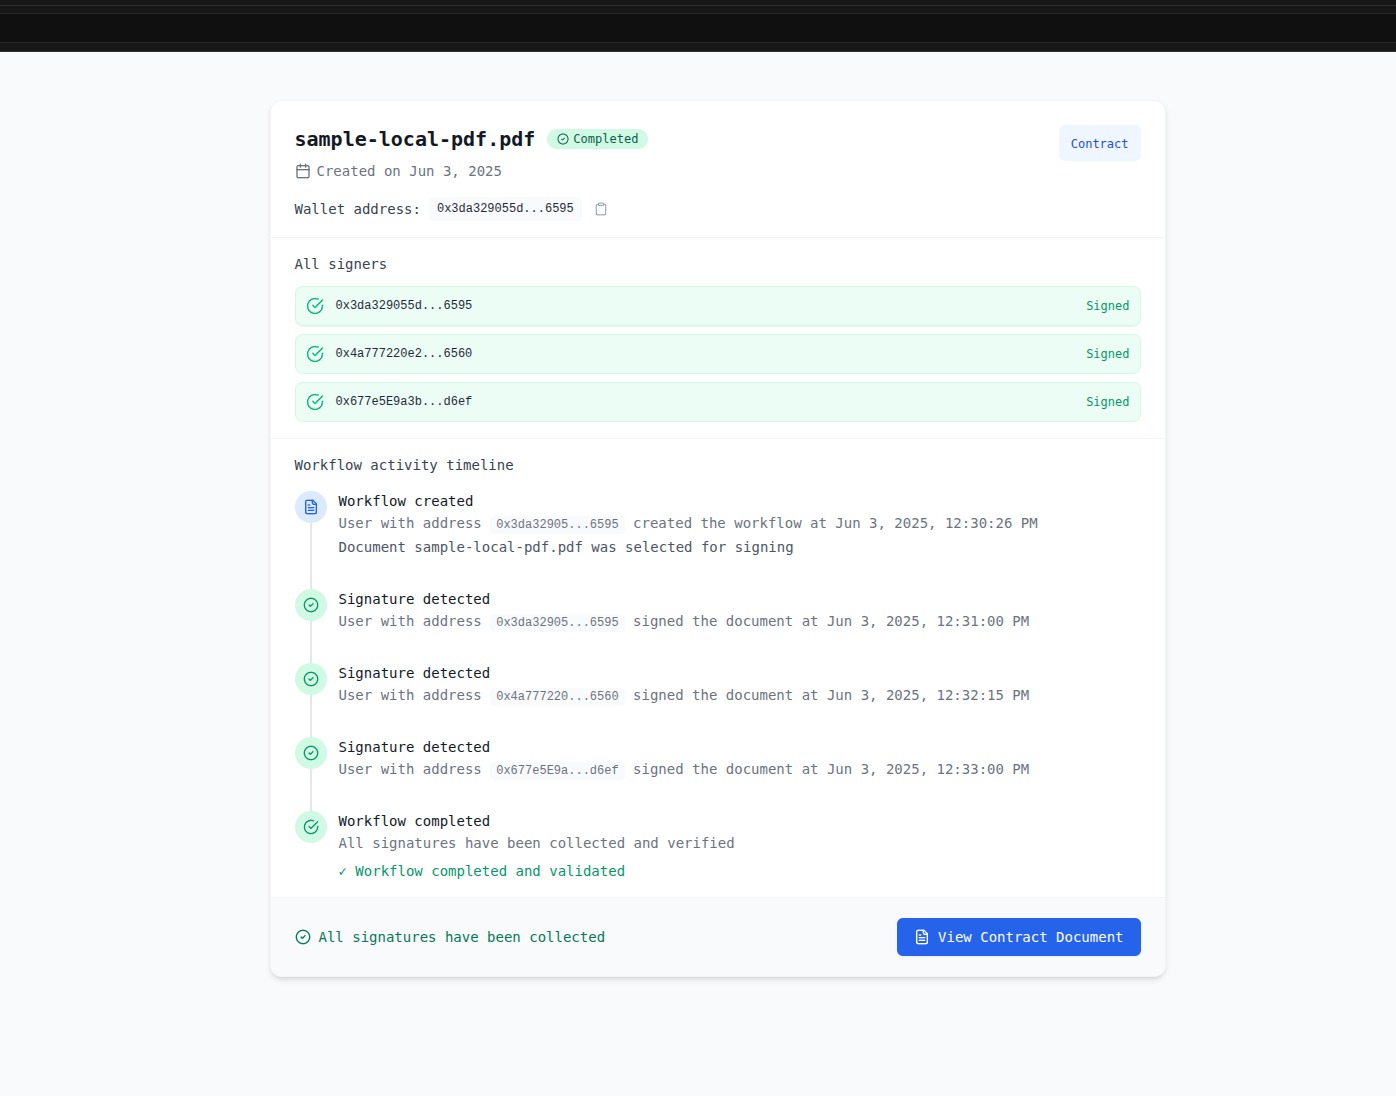 sample-local-pdf.pdf
Completed
Contract
Created on Jun 3, 2025
Wallet address: 0x3da329055d...6595
All signers
0x3da329055d...6595 Signed
0x4a777220e2...6560 Signed
0x677e5E9a3b...d6ef Signed
Workflow activity timeline
Workflow created
User with address 0x3da32905...6595 created the workflow at Jun 3, 2025, 12:30:26 PM
Document sample-local-pdf.pdf was selected for signing
Signature detected
User with address 0x3da32905...6595 signed the document at Jun 3, 2025, 12:31:00 PM
Signature detected
User with address 0x4a777220...6560 signed the document at Jun 3, 2025, 12:32:15 PM
Signature detected
User with address 0x677e5E9a...d6ef signed the document at Jun 3, 2025, 12:33:00 PM
Workflow completed
All signatures have been collected and verified
✓ Workflow completed and validated
All signatures have been collected
View Contract Document